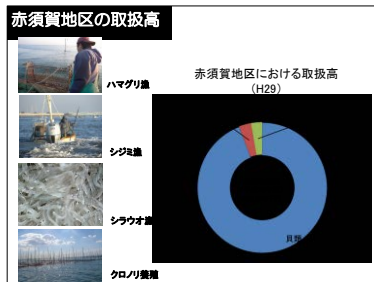 赤須賀地区の取扱高
ハマグリ漁
シジミ漁
シラウオ漁
クロノリ養殖
赤須賀地区における取扱高
(H29)
貝類